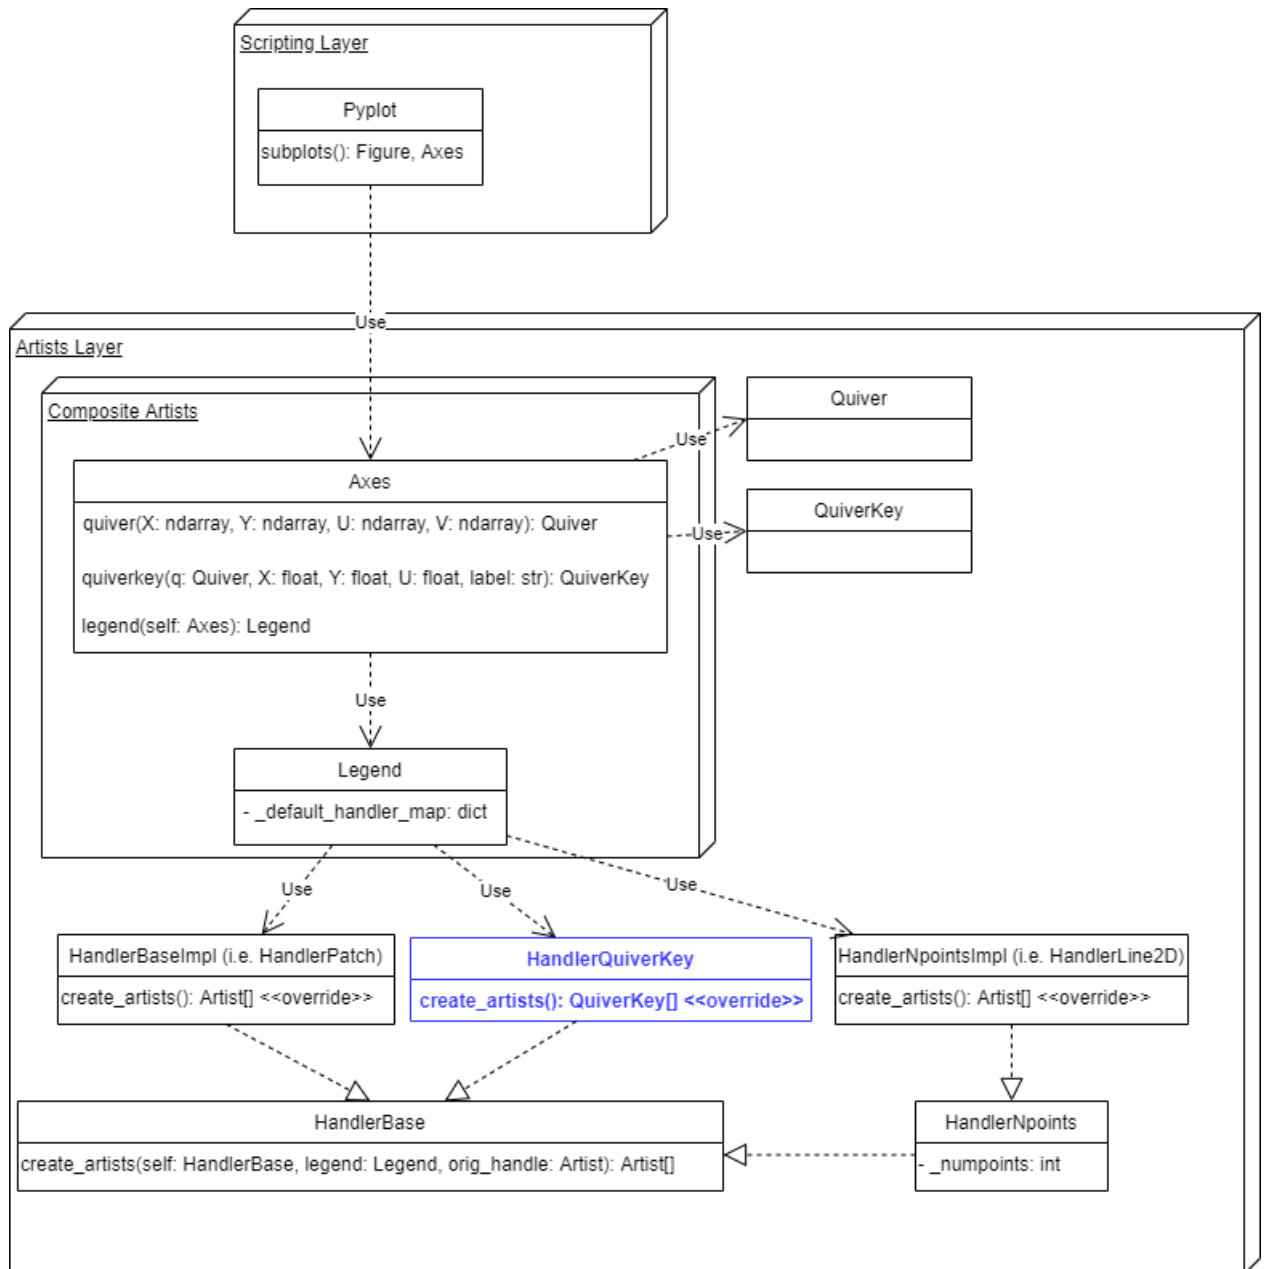 Scripting Layer
Pyplot
subplots(): Figure, Axes
Use
Artists Layer
Composite Artists
Quiver
Use
Axes
quiver(X: ndarray, Y: ndarray, U: ndarray, V: ndarray): Quiver
QuiverKey
Use
quiverkey(q: Quiver, X: float, Y: float, U: float, label: str): QuiverKey
legend(self: Axes): Legend
Use
Legend
- _default_handler_map: dict
Use
Use
Use
HandlerBaseImpl (i.e. HandlerPatch)
create_artists(): Artist[] <<override>>
HandlerQuiverKey
create_artists(): QuiverKey[] <<override>>
HandlerNpointsImpl (i.e. HandlerLine2D)
create_artists(): Artist[] <<override>>
HandlerBase
create_artists(self: HandlerBase, legend: Legend, orig_handle: Artist): Artist[]
HandlerNpoints
- _numpoints: int